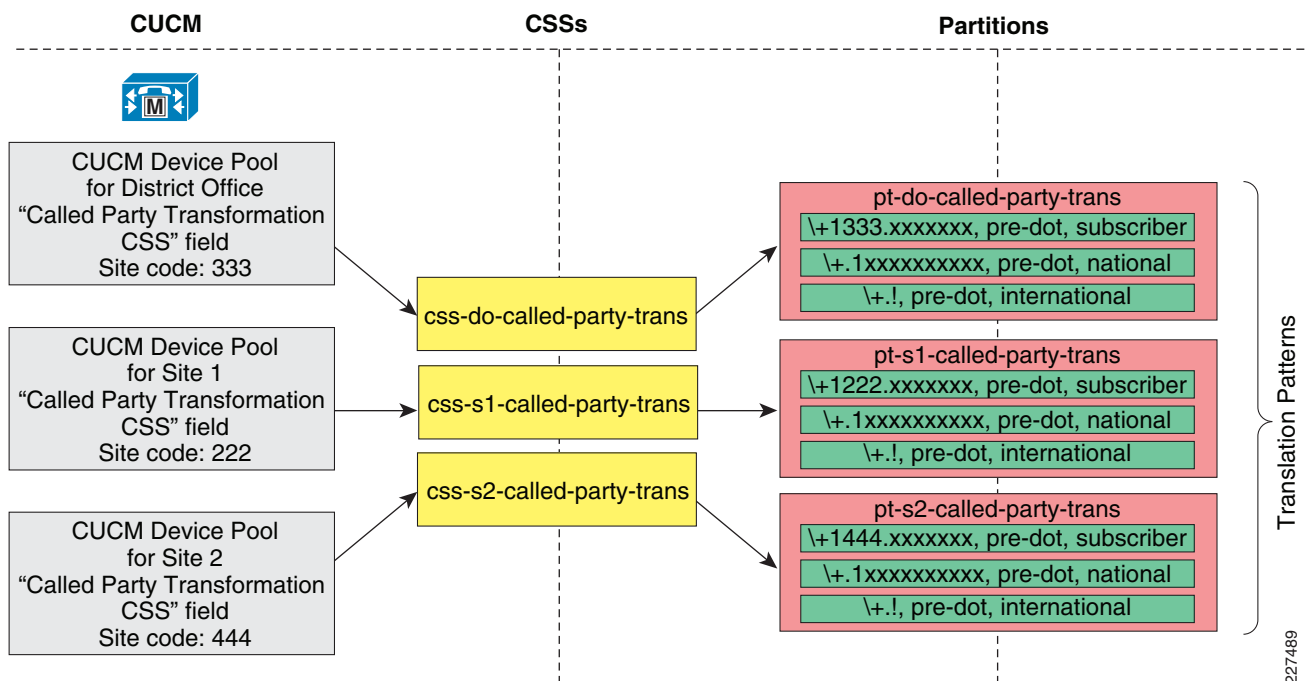 CUCM
CSSs
Partitions
M
CUCM Device Pool
for District Office
“Called Party Transformation
CSS” field
Site code: 333
CUCM Device Pool
for Site 1
“Called Party Transformation
CSS” field
Site code: 222
CUCM Device Pool
for Site 2
“Called Party Transformation
CSS” field
Site code: 444
css-do-called-party-trans
css-s1-called-party-trans
css-s2-called-party-trans
pt-do-called-party-trans
\+1333.xxxxxxx, pre-dot, subscriber
\+.1xxxxxxxxxx, pre-dot, national
\+.!, pre-dot, international
pt-s1-called-party-trans
\+1222.xxxxxxx, pre-dot, subscriber
\+.1xxxxxxxxxx, pre-dot, national
\+.!, pre-dot, international
pt-s2-called-party-trans
\+1444.xxxxxxx, pre-dot, subscriber
\+.1xxxxxxxxxx, pre-dot, national
\+.!, pre-dot, international
Translation Patterns
227489